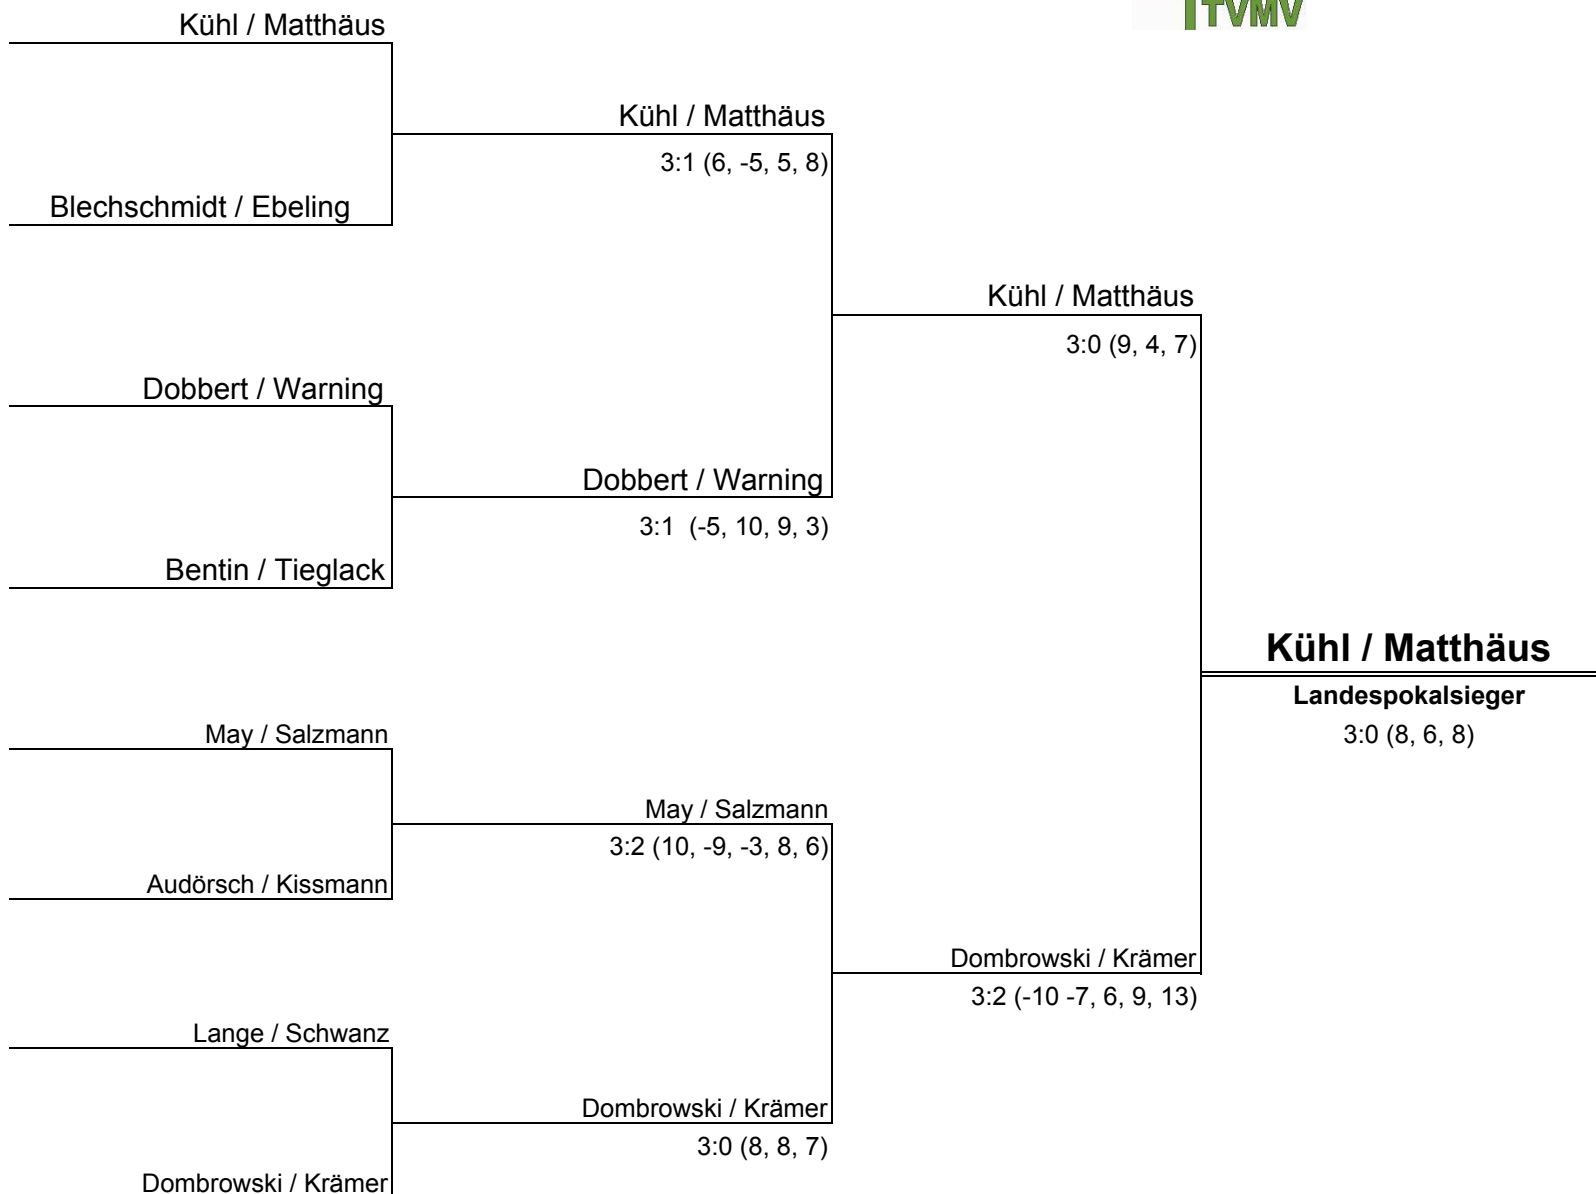 TTVMV
Kühl / Matthäus
Kühl / Matthäus
3:1 (6, -5, 5, 8)
Blechschmidt / Ebeling
Kühl / Matthäus
3:0 (9, 4, 7)
Dobbert / Warning
Dobbert / Warning
3:1  (-5, 10, 9, 3)
Bentin / Tieglack
Kühl / Matthäus
Landespokalsieger
3:0 (8, 6, 8)
May / Salzmann
May / Salzmann
3:2 (10, -9, -3, 8, 6)
Audörsch / Kissmann
Dombrowski / Krämer
3:2 (-10 -7, 6, 9, 13)
Lange / Schwanz
Dombrowski / Krämer
3:0 (8, 8, 7)
Dombrowski / Krämer